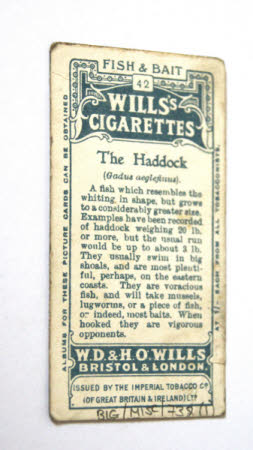 FISH & BAIT
42
WILLS'S
CIGARETTES
The Haddock
(Gadus aeglefinus).
A fish which resembles the
whiting in shape, but grows
to a considerably greater size.
Examples have been recorded
of haddock weighing 20 lb.
or more, but the usual run
would be up to about 3 lb.
They usually swim in big
shoals, and are most plenti-
ful, perhaps, on the eastern
coasts. They are voracious
fish, and will take mussels,
lugworms, or a piece of fish,
or indeed, most baits. When
hooked they are vigorous
opponents.
W.D.& H.O.WILLS
BRISTOL & LONDON
ISSUED BY THE IMPERIAL TOBACCO Co
(OF GREAT BRITAIN & IRELAND) LTD
ALBUMS FOR THESE PICTURE CARDS CAN BE OBTAINED
AT 1/- EACH FROM ALL TOBACCONISTS.
BIG/MISC/738(1)